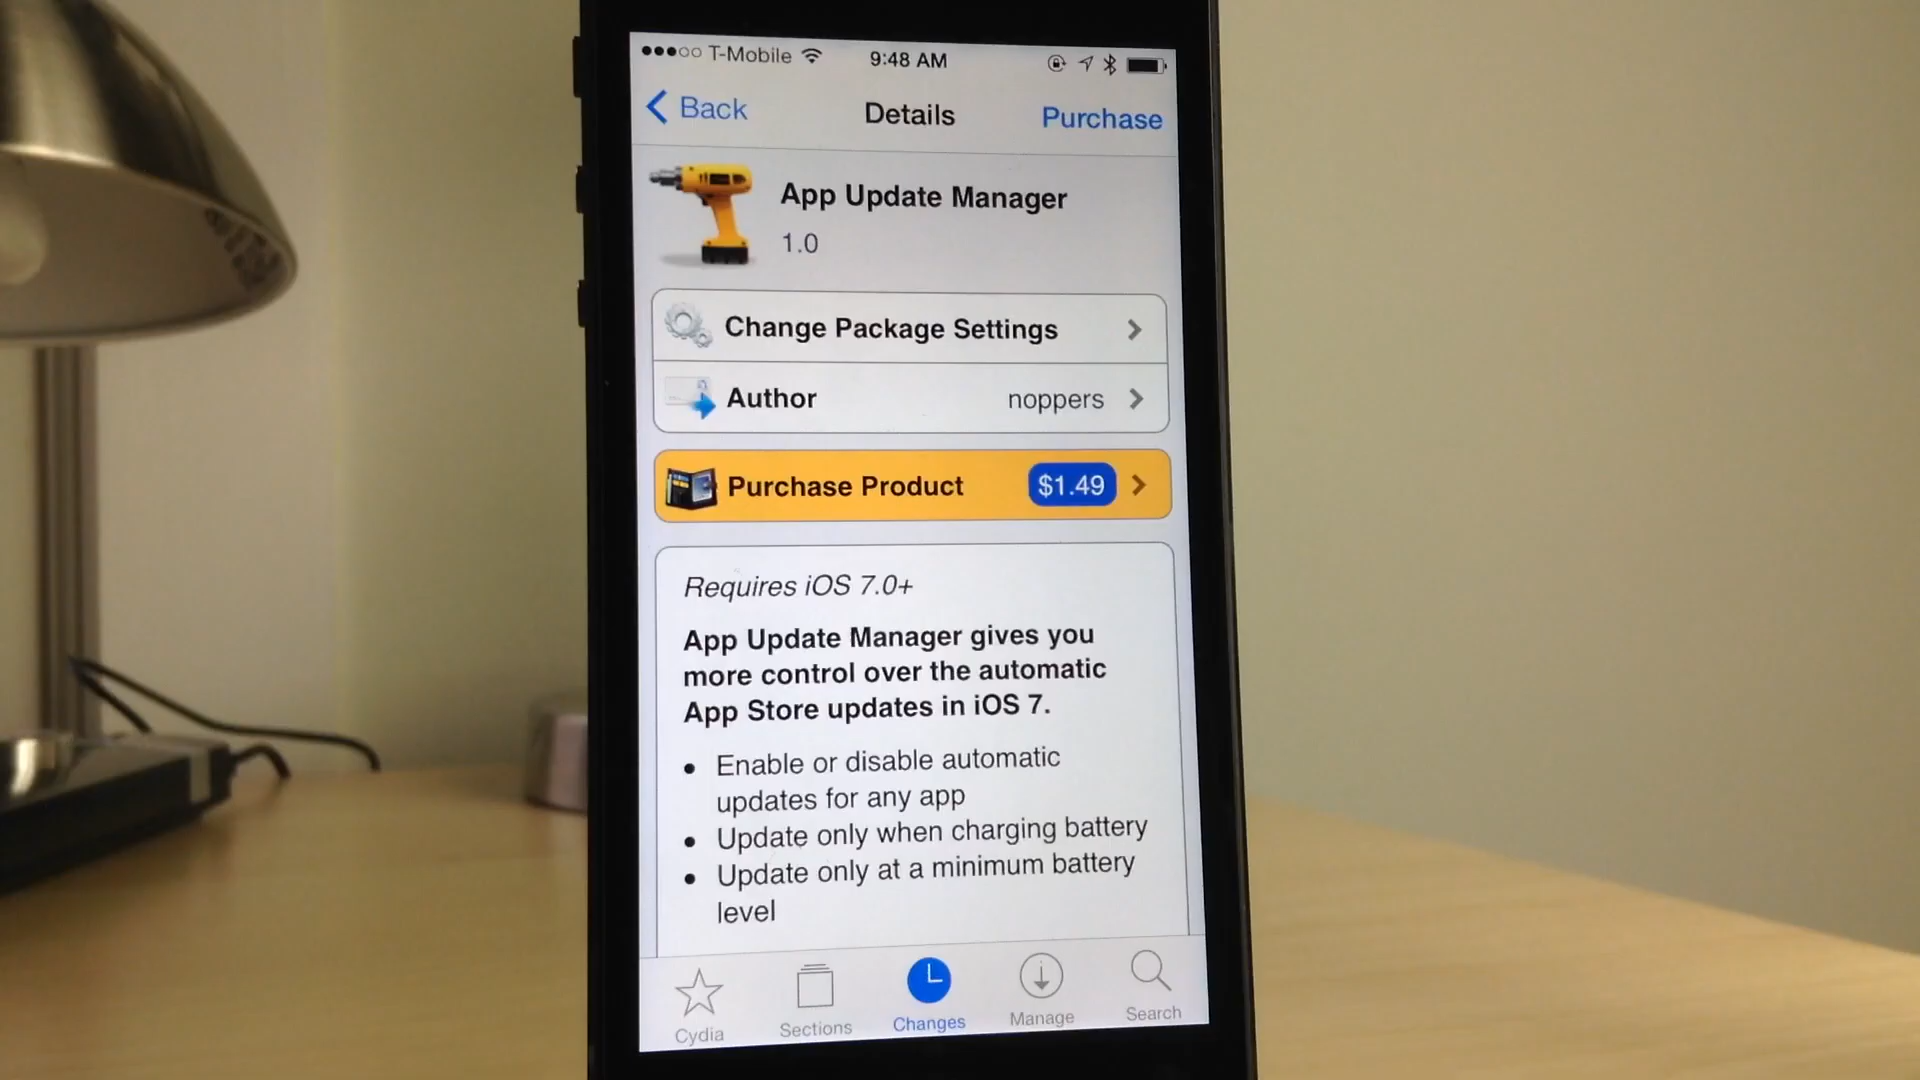 T-Mobile 9:48 AM
Back Details Purchase
App Update Manager
1.0
Change Package Settings
Author noppers
Purchase Product $1.49
Requires iOS 7.0+
App Update Manager gives you
more control over the automatic
App Store updates in iOS 7.
• Enable or disable automatic
updates for any app
• Update only when charging battery
• Update only at a minimum battery
level
Cydia Sections Changes Manage Search